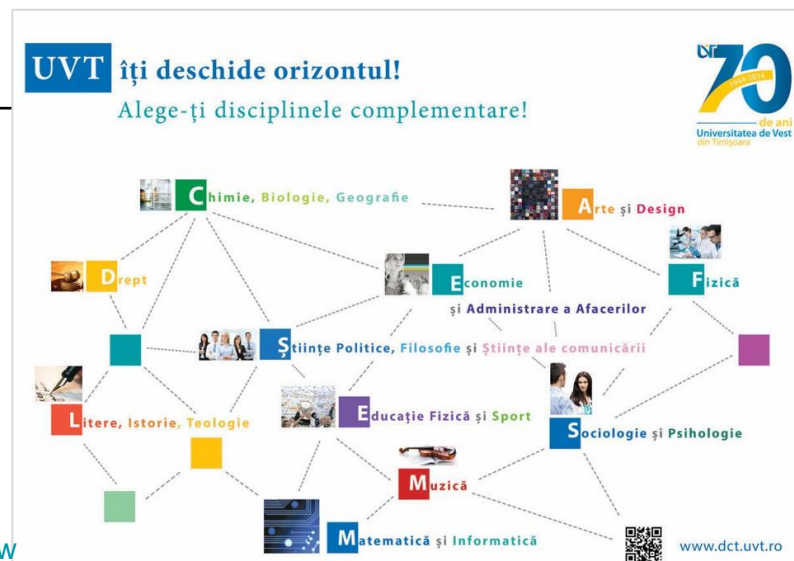 UVT îți deschide orizontul!
Alege-ți disciplinele complementare!
UVT 70
1944-2014
de ani
Universitatea de Vest
din Timișoara
Chimie, Biologie, Geografie
Arte și Design
Drept
Economie
și Administrare a Afacerilor
Fizică
Științe Politice, Filosofie și Științe ale comunicării
Litere, Istorie, Teologie
Educație Fizică și Sport
Sociologie și Psihologie
Muzică
Matematică și Informatică
www.dct.uvt.ro
w